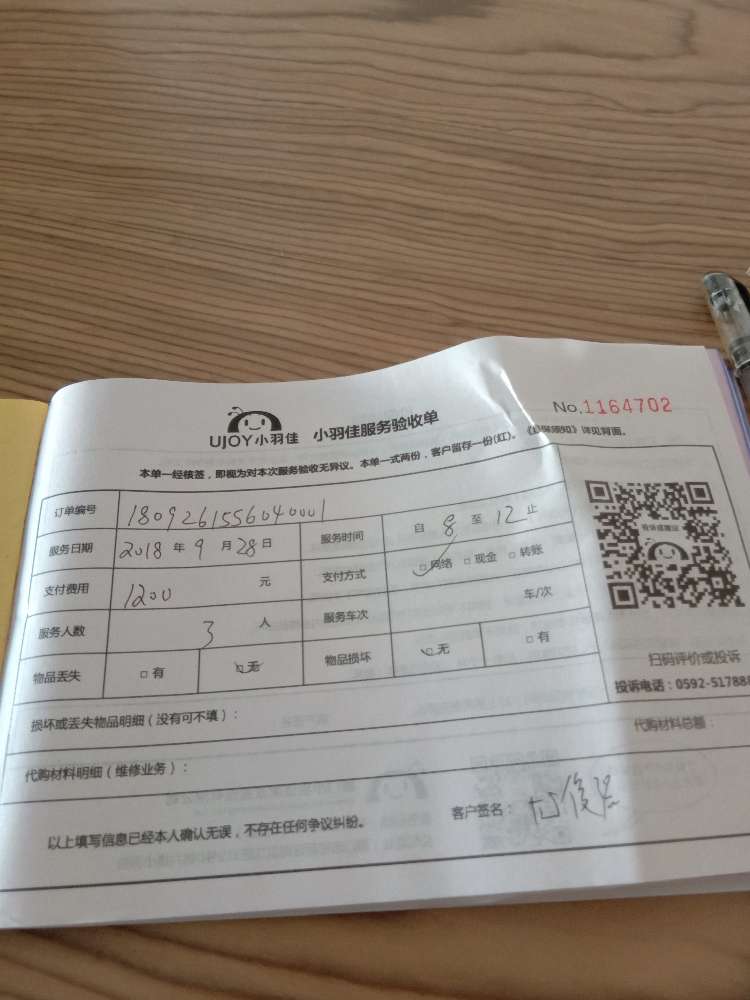 No.1164702
UJOY小羽佳 小羽佳服务验收单
本单一经核签，即视为对本次服务验收无异议。本单一式两份，客户留存一份(红)。 详见背面。
订单编号 1809261556040001
服务日期 2018 年 9 月 28 日 服务时间 自 8 至 12 止
支付费用 1200 元 支付方式 □网络 □现金 □转账
服务人数 3 人 服务车次 车/次
物品丢失 □有 □无 物品损坏 □无 □有
投诉或建议
扫码评价或投诉
投诉电话：0592-517888
损坏或丢失物品明细（没有可不填）：
代购材料明细（维修业务）： 代购材料总额：
以上填写信息已经本人确认无误，不存在任何争议纠纷。 客户签名：